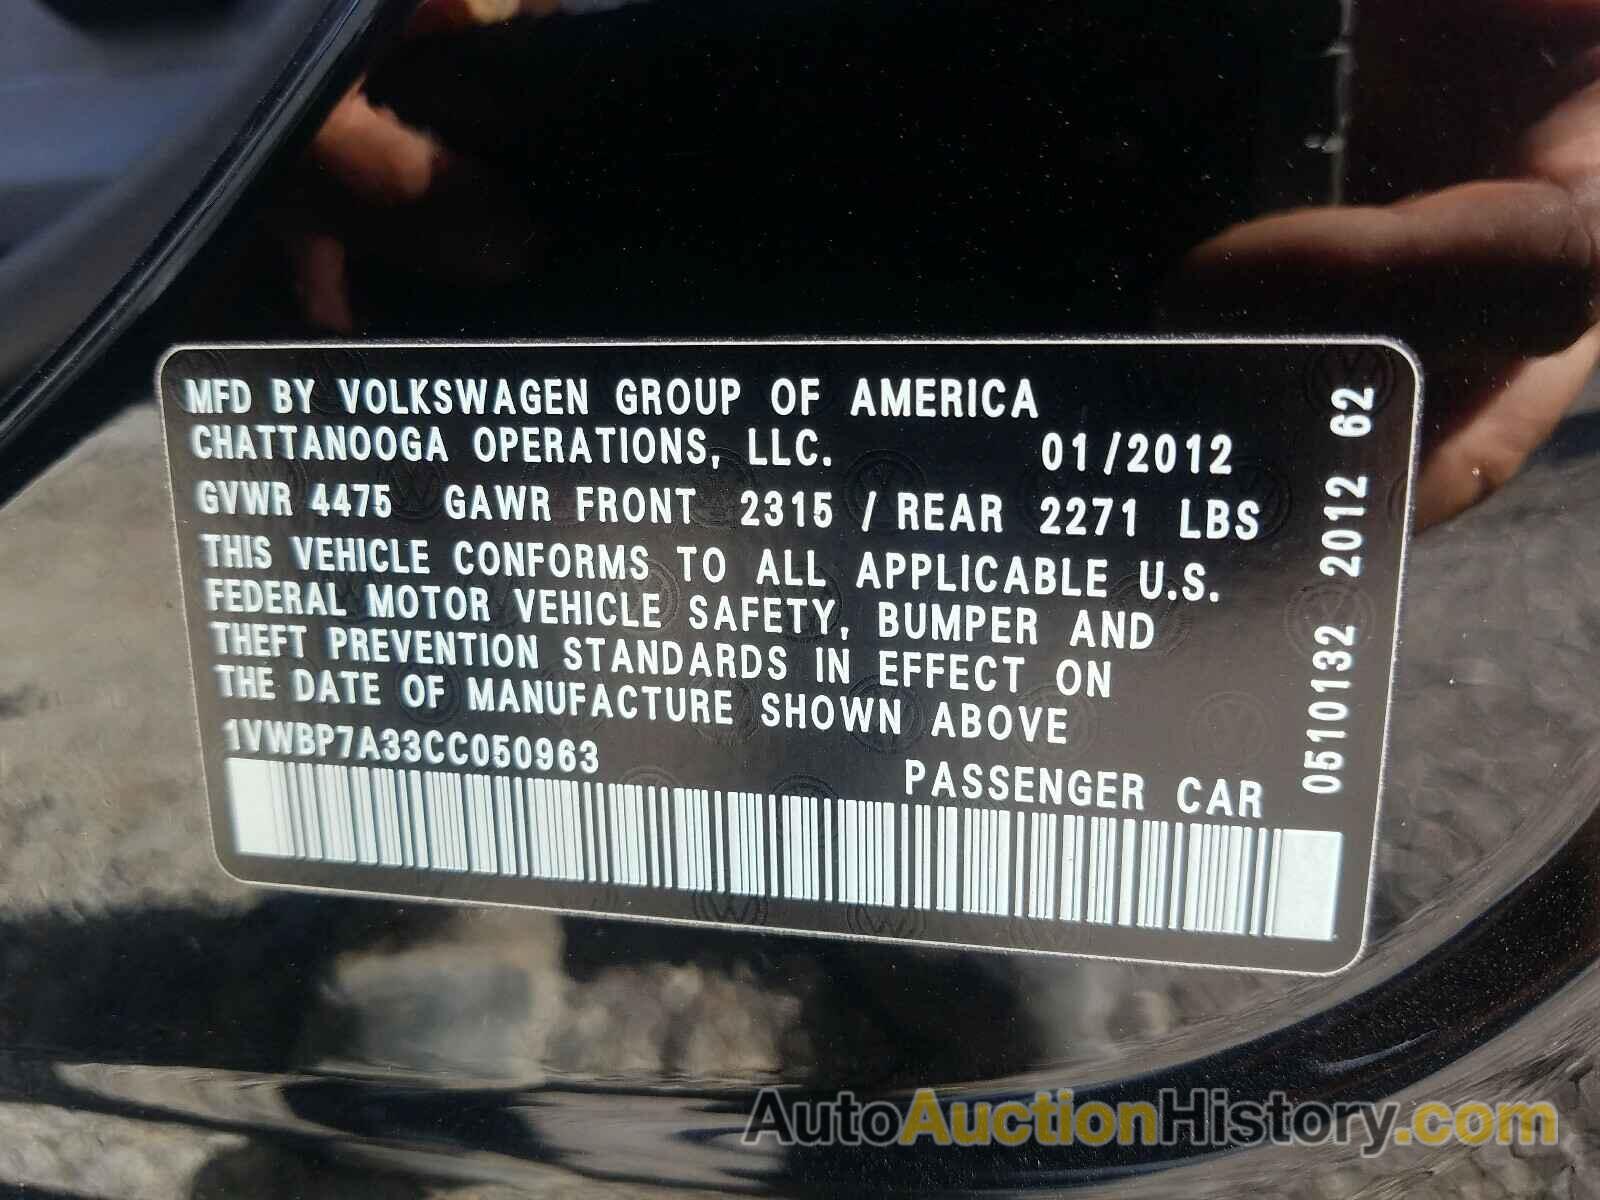 MFD BY VOLKSWAGEN GROUP OF AMERICA
CHATTANOOGA OPERATIONS, LLC. 01/2012
GVWR 4475 GAWR FRONT 2315 / REAR 2271 LBS
THIS VEHICLE CONFORMS TO ALL APPLICABLE U.S.
FEDERAL MOTOR VEHICLE SAFETY, BUMPER AND
THEFT PREVENTION STANDARDS IN EFFECT ON
THE DATE OF MANUFACTURE SHOWN ABOVE
1VWBP7A33CC050963
PASSENGER CAR
0510132 2012 62
AutoAuctionHistory.com